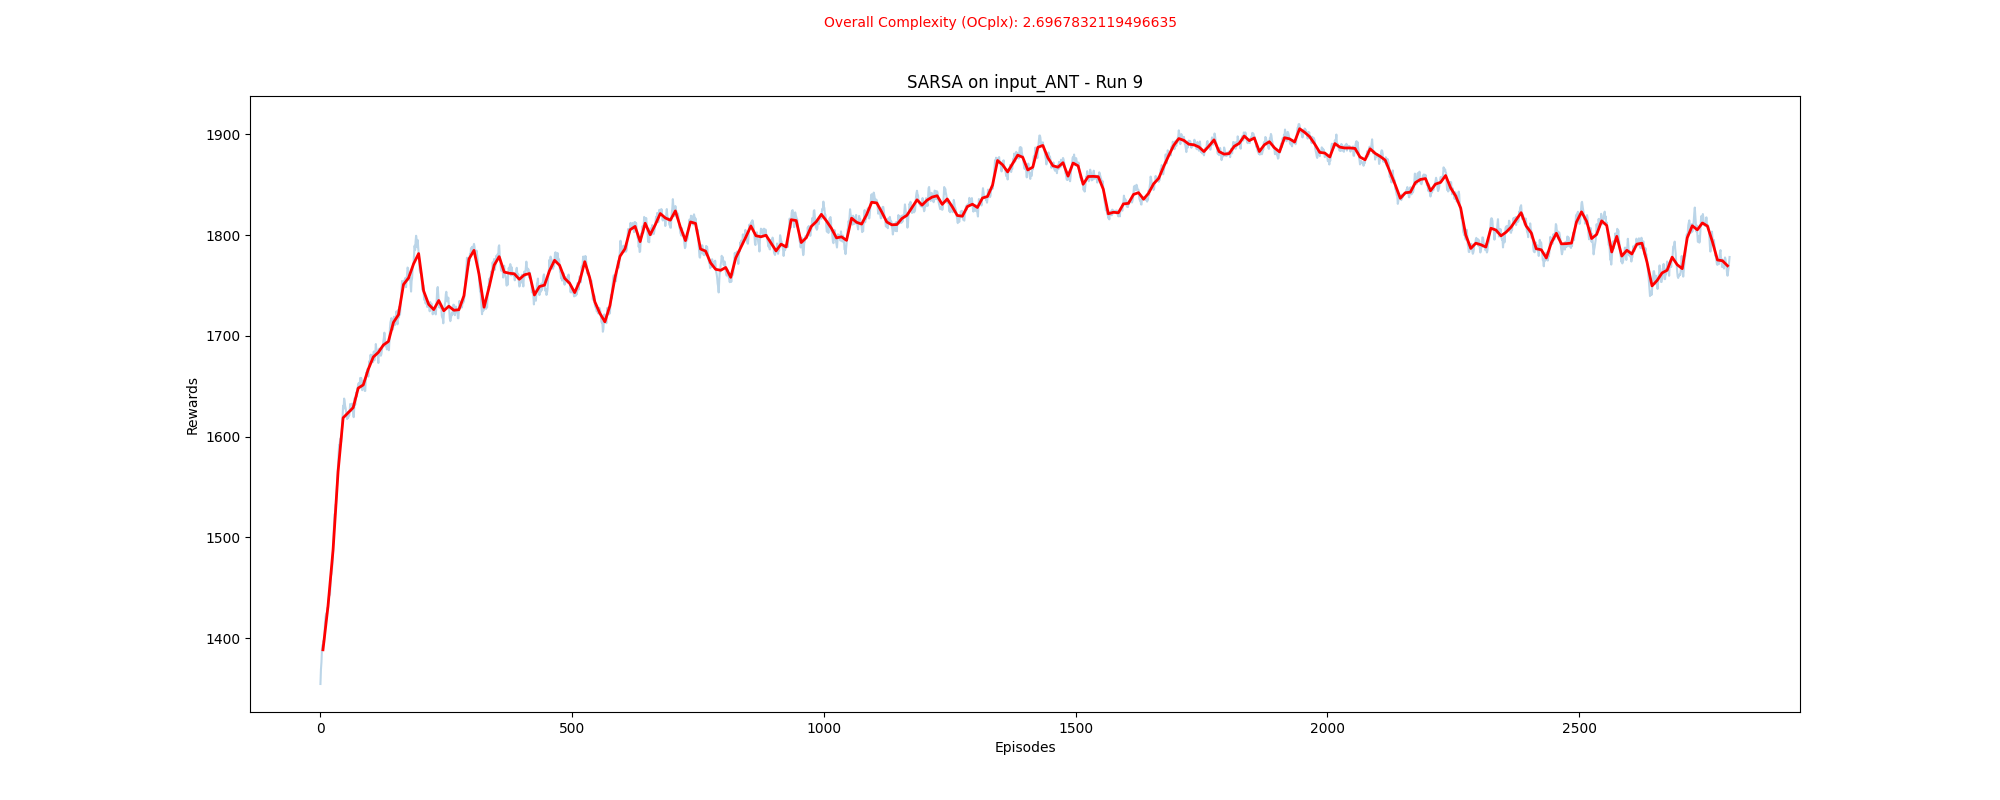 Overall Complexity (OCplx): 2.6967832119496635
SARSA on input_ANT - Run 9
1900
1800
1700
1600
1500
1400
Rewards
0 500 1000 1500 2000 2500
Episodes